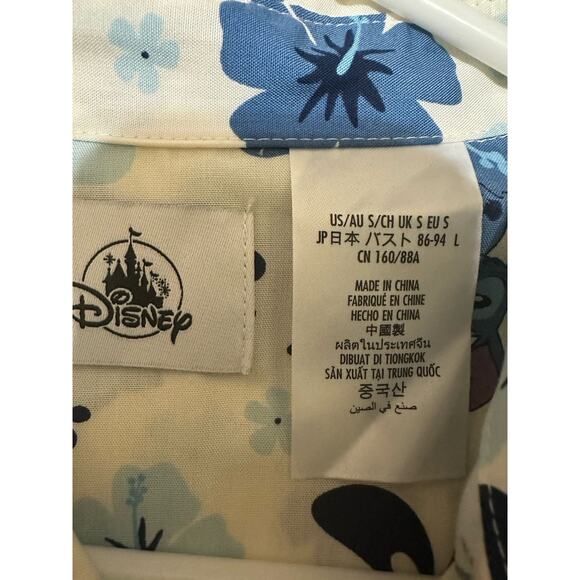 Disney
US/AU S/CH UK S EU S
JP日本 バスト 86-94 L
CN 160/88A
MADE IN CHINA
FABRIQUÉ EN CHINE
HECHO EN CHINA
中國製
ผลิตในประเทศจีน
DIBUAT DI TIONGKOK
SẢN XUẤT TẠI TRUNG QUỐC
중국산
صنع في الصين